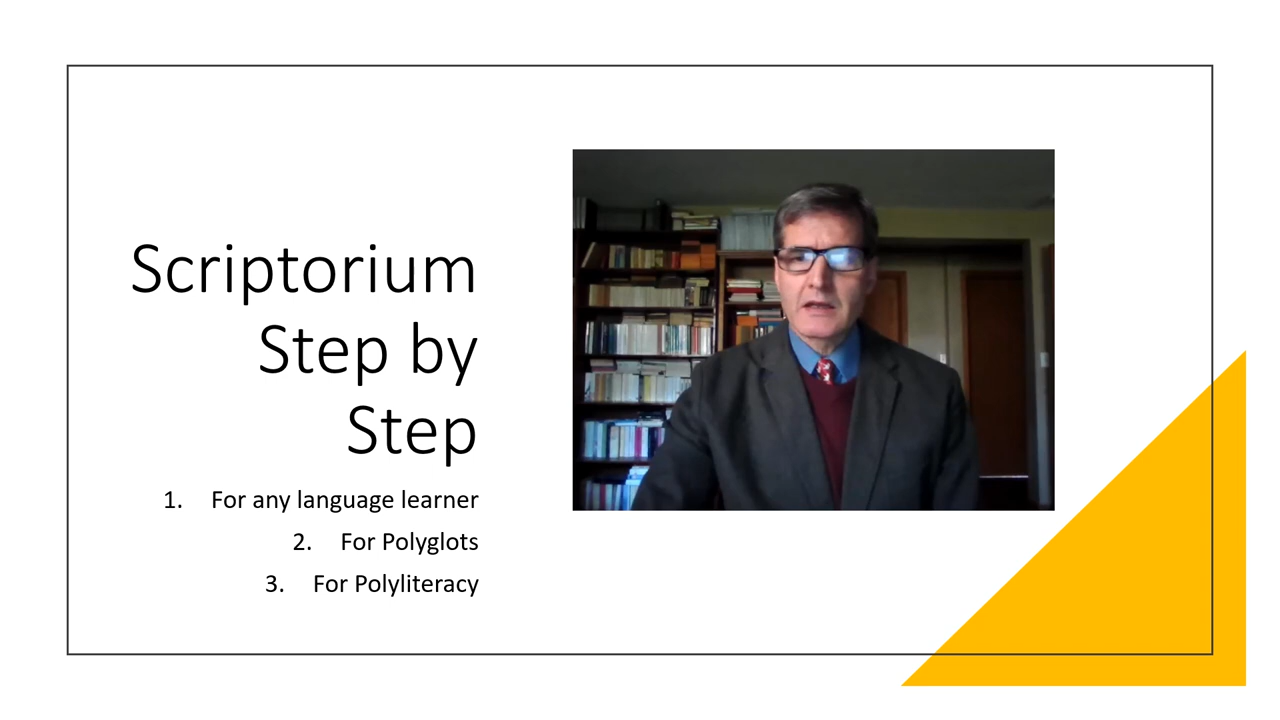 Scriptorium
Step by
Step
1. For any language learner
2. For Polyglots
3. For Polyliteracy